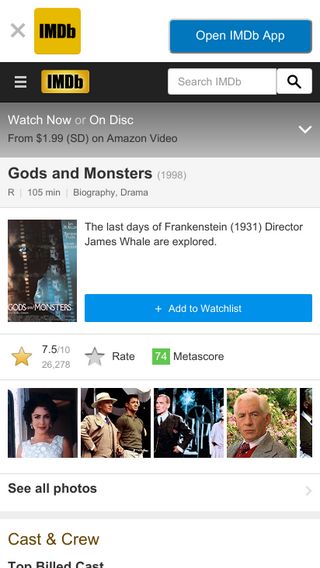 IMDb
Open IMDb App
IMDb
Search IMDb
Watch Now or On Disc
From $1.99 (SD) on Amazon Video
Gods and Monsters (1998)
R | 105 min | Biography, Drama
The last days of Frankenstein (1931) Director
James Whale are explored.
GODS and MONSTERS
+ Add to Watchlist
7.5/10
26,278
Rate
74 Metascore
See all photos
Cast & Crew
Top Billed Cast